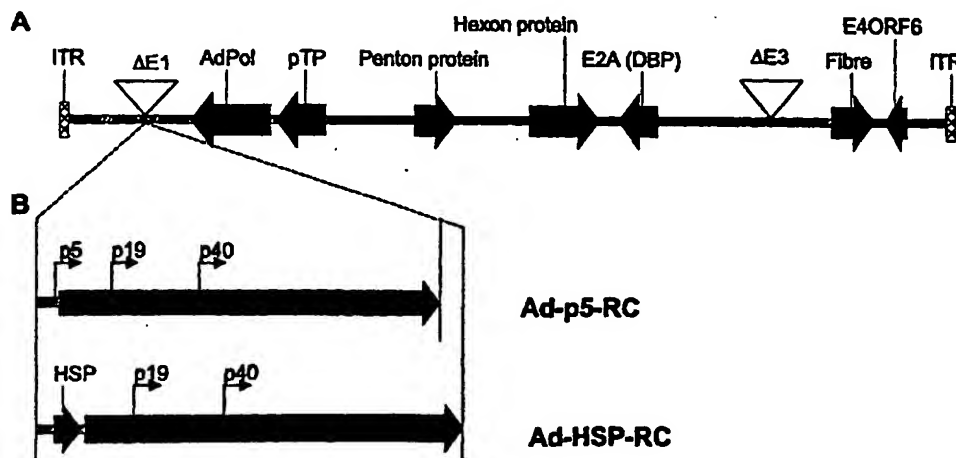 A
ITR
ΔE1
AdPol
pTP
Penton protein
Hexon protein
E2A (DBP)
ΔE3
Fibre
E4ORF6
ITR
B
p5
p19
p40
Ad-p5-RC
HSP
p19
p40
Ad-HSP-RC